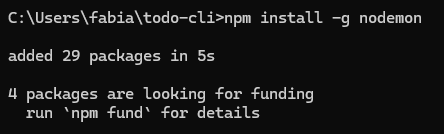 C:\Users\fabia\todo-cli>npm install -g nodemon
added 29 packages in 5s
4 packages are looking for funding
  run `npm fund` for details